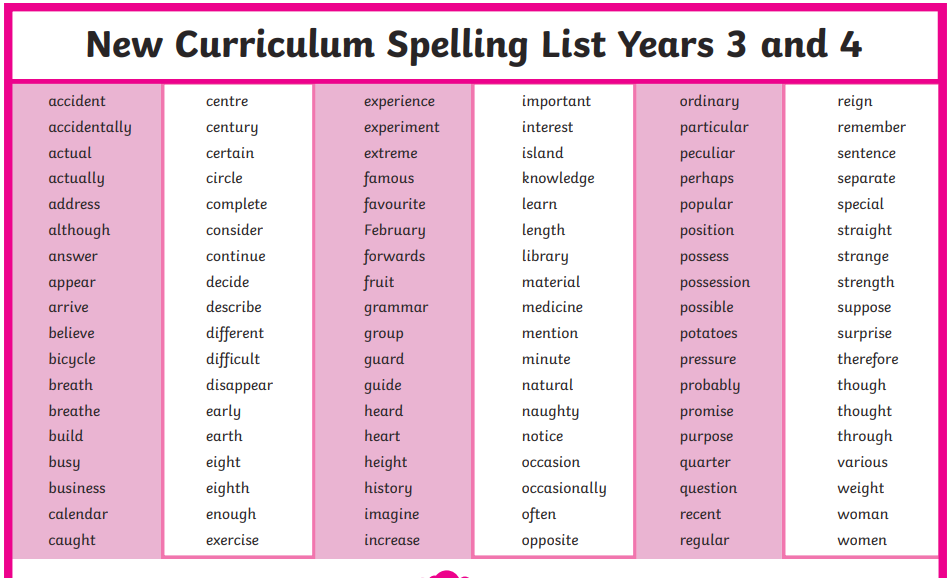 New Curriculum Spelling List Years 3 and 4
accident
accidentally
actual
actually
address
although
answer
appear
arrive
believe
bicycle
breath
breathe
build
busy
business
calendar
caught
centre
century
certain
circle
complete
consider
continue
decide
describe
different
difficult
disappear
early
earth
eight
eighth
enough
exercise
experience
experiment
extreme
famous
favourite
February
forwards
fruit
grammar
group
guard
guide
heard
heart
height
history
imagine
increase
important
interest
island
knowledge
learn
length
library
material
medicine
mention
minute
natural
naughty
notice
occasion
occasionally
often
opposite
ordinary
particular
peculiar
perhaps
popular
position
possess
possession
possible
potatoes
pressure
probably
promise
purpose
quarter
question
recent
regular
reign
remember
sentence
separate
special
straight
strange
strength
suppose
surprise
therefore
though
thought
through
various
weight
woman
women